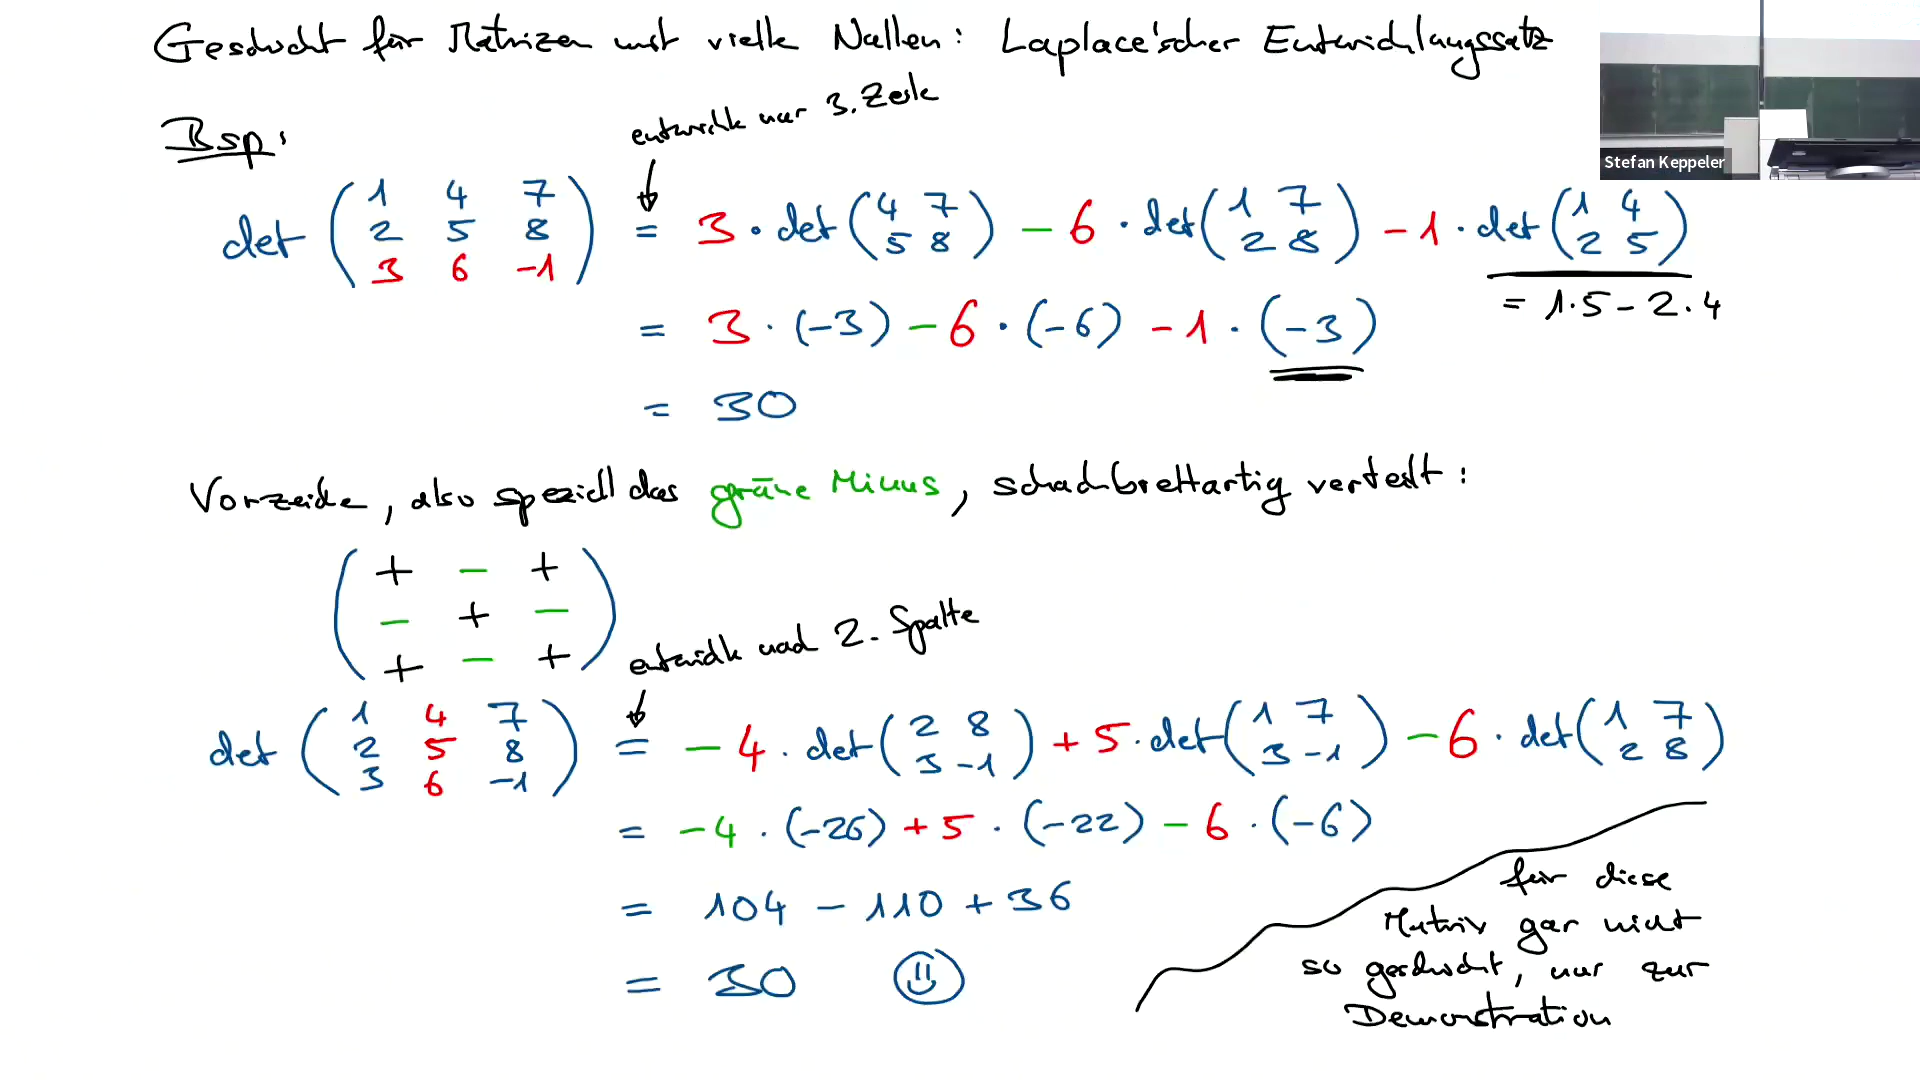 Geschickt für Matrizen mit vielen Nullen: Laplace'scher Entwicklungssatz
Stefan Keppeler
Bsp:
entwickle nach 3. Zeile
det (1 4 7; 2 5 8; 3 6 -1) = 3 · det (4 7; 5 8) - 6 · det (1 7; 2 8) - 1 · det (1 4; 2 5)
= 1·5 - 2·4
= 3 · (-3) - 6 · (-6) - 1 · (-3)
= 30
Vorzeichen, also speziell das grüne Minus, schachbrettartig verteilt:
(+ - +
- + -
+ - +)
entwickle nach 2. Spalte
det (1 4 7; 2 5 8; 3 6 -1) = - 4 · det (2 8; 3 -1) + 5 · det (1 7; 3 -1) - 6 · det (1 7; 2 8)
= - 4 · (-26) + 5 · (-22) - 6 · (-6)
= 104 - 110 + 36
= 30
für diese
Matrix gar nicht
so geschickt, nur zur
Demonstration